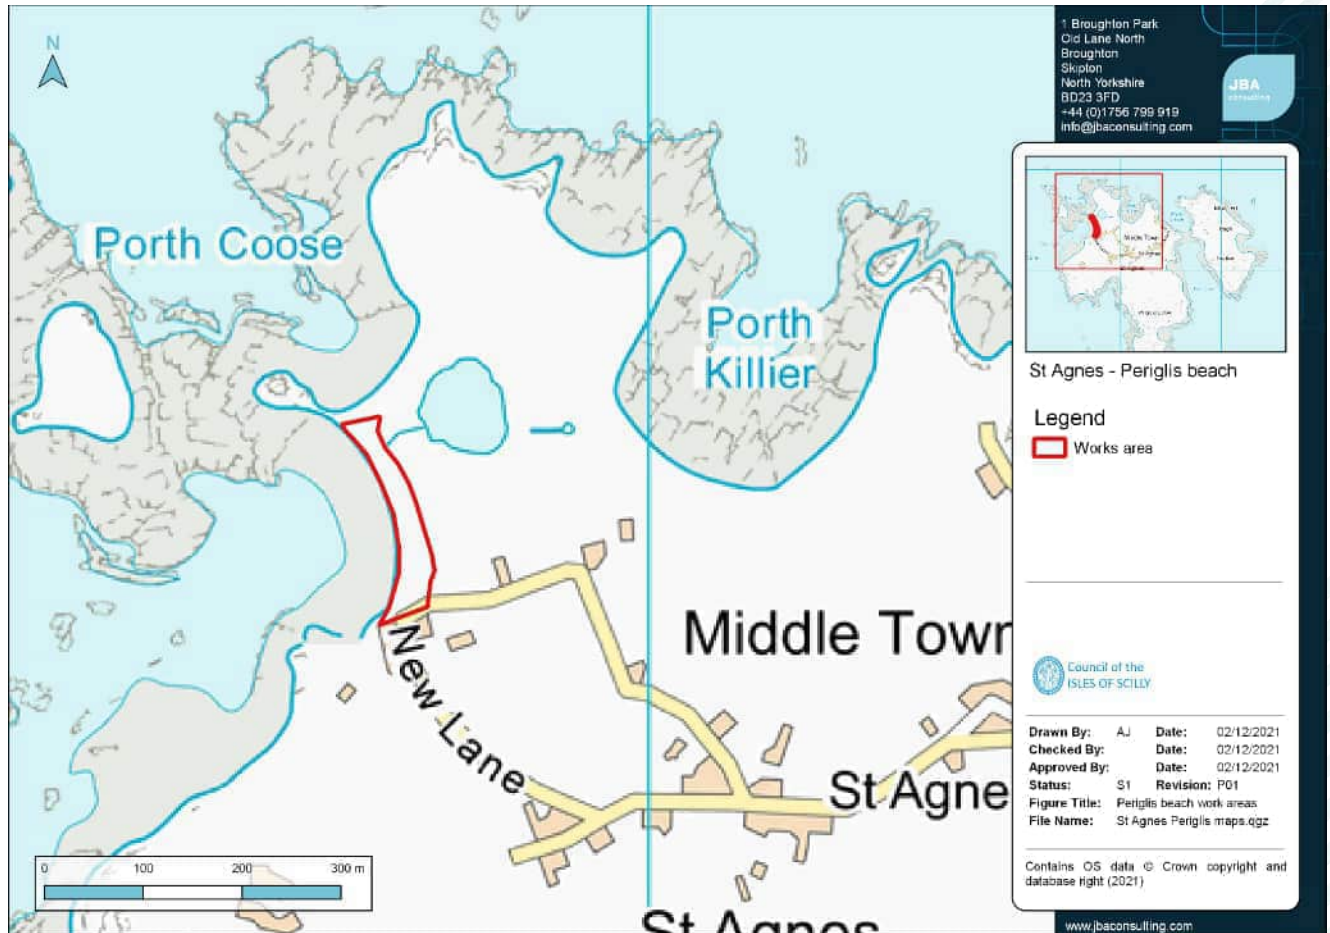 N
Porth Coose
Porth
Killier
Middle Town
New Lane
St Agne
St Agnes
0 100 200 300 m
1 Broughton Park
Old Lane North
Broughton
Skipton
North Yorkshire
BD23 3FD
+44 (0)1756 799 919
info@jbaconsulting.com
JBA
consulting
Middle Town
St Agnes - Periglis beach
Legend
Works area
Council of the
ISLES OF SCILLY
Drawn By: AJ Date: 02/12/2021
Checked By: Date: 02/12/2021
Approved By: Date: 02/12/2021
Status: S1 Revision: P01
Figure Title: Periglis beach work areas
File Name: St Agnes Periglis maps.qgz
Contains OS data © Crown copyright and
database right (2021)
www.jbaconsulting.com